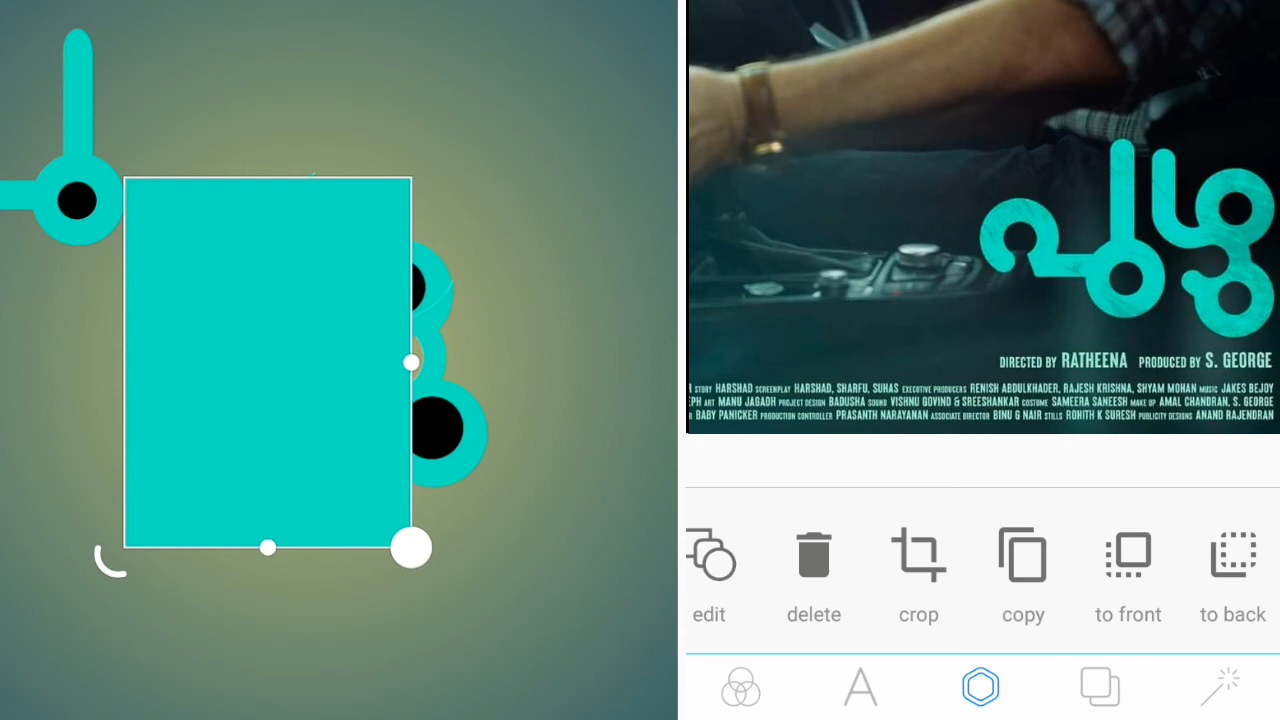 പുഴു
DIRECTED BY RATHEENA PRODUCED BY S. GEORGE
STORY HARSHAD SCREENPLAY HARSHAD, SHARFU, SUHAS EXECUTIVE PRODUCERS RENISH ABDULKHADER, RAJESH KRISHNA, SHYAM MOHAN MUSIC JAKES BEJOY
ART MANU JAGADH PROJECT DESIGN BADUSHA SOUND VISHNU GOVIND & SREESHANKAR COSTUME SAMEERA SANEESH MAKE UP AMAL CHANDRAN, S. GEORGE
BABY PANICKER PRODUCTION CONTROLLER PRASANTH NARAYANAN ASSOCIATE DIRECTOR BINU G NAIR STILLS ROHITH K SURESH PUBLICITY DESIGNS ANAND RAJENDRAN
edit delete crop copy to front to back